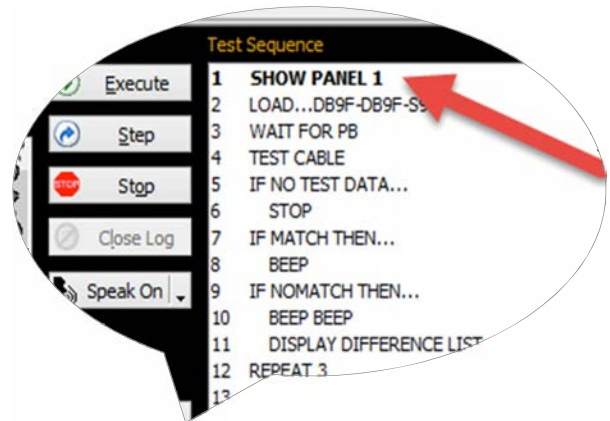 Test Sequence
Execute
Step
STOP
Stop
Close Log
Speak On
1 SHOW PANEL 1
2 LOAD...DB9F-DB9F-S9
3 WAIT FOR PB
4 TEST CABLE
5 IF NO TEST DATA...
6 STOP
7 IF MATCH THEN...
8 BEEP
9 IF NOMATCH THEN...
10 BEEP BEEP
11 DISPLAY DIFFERENCE LIST
12 REPEAT 3
13